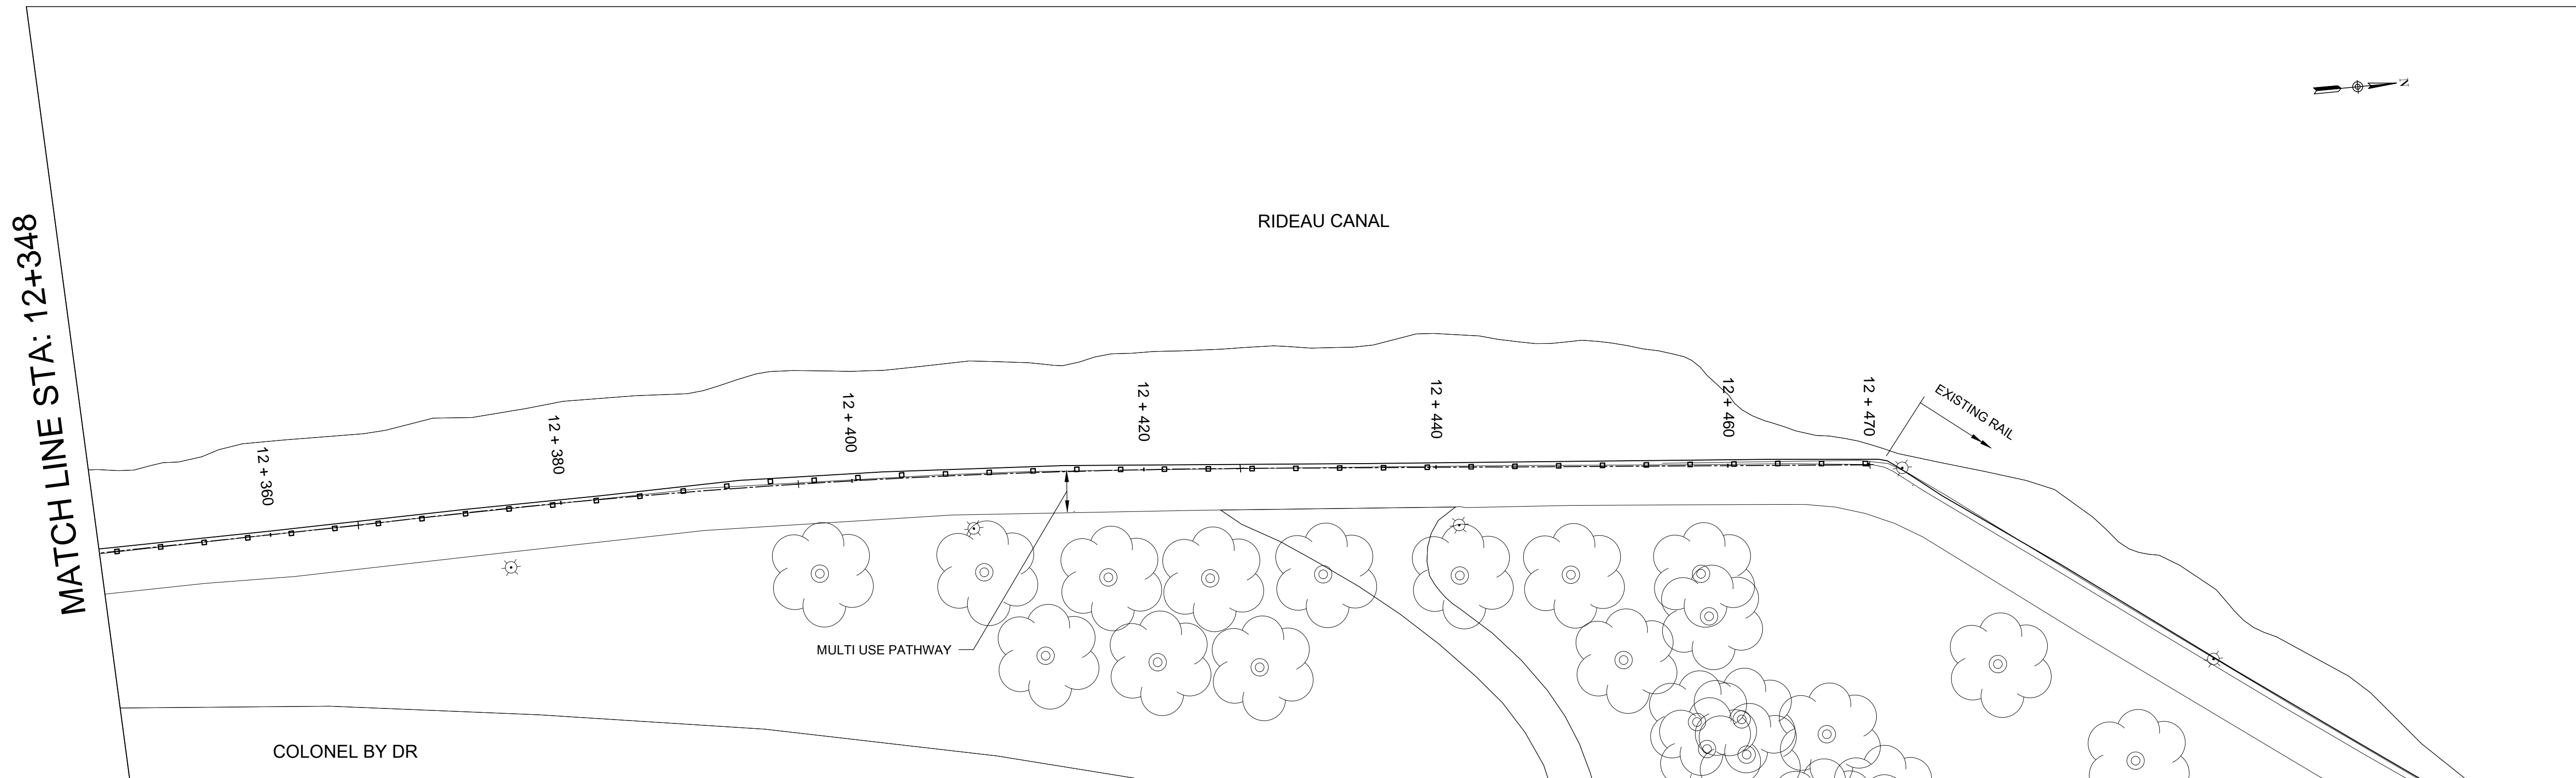 N
RIDEAU CANAL
MATCH LINE STA: 12+348
12 + 360
12 + 380
12 + 400
12 + 420
12 + 440
12 + 460
12 + 470
EXISTING RAIL
MULTI USE PATHWAY
COLONEL BY DR